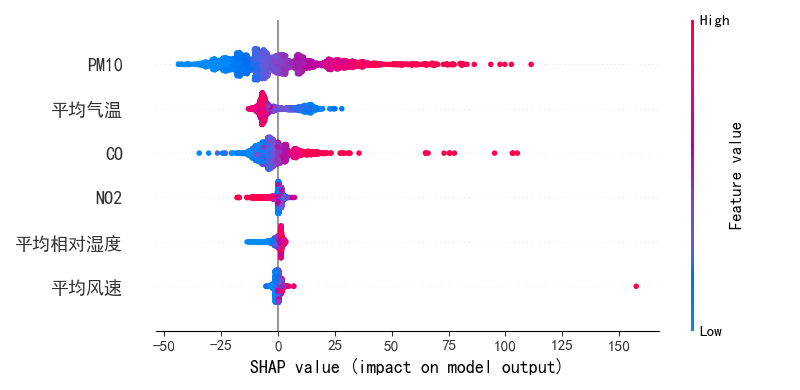 High
PM10
平均气温
CO
NO2
平均相对湿度
平均风速
Feature value
Low
−50
−25
0
25
50
75
100
125
150
SHAP value (impact on model output)